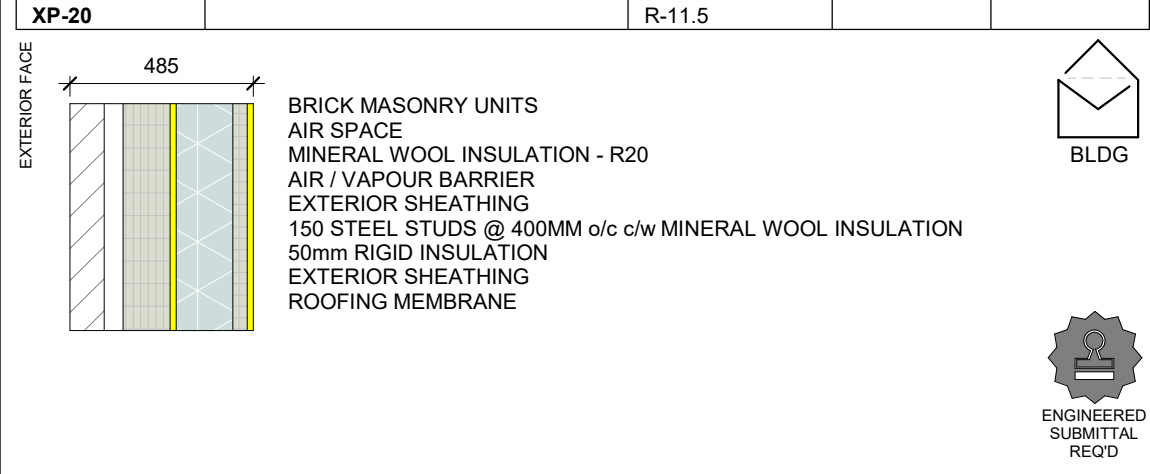 XP-20 R-11.5
EXTERIOR FACE
485
BRICK MASONRY UNITS
AIR SPACE
MINERAL WOOL INSULATION - R20
AIR / VAPOUR BARRIER
EXTERIOR SHEATHING
150 STEEL STUDS @ 400MM o/c c/w MINERAL WOOL INSULATION
50mm RIGID INSULATION
EXTERIOR SHEATHING
ROOFING MEMBRANE
BLDG
ENGINEERED
SUBMITTAL
REQ'D